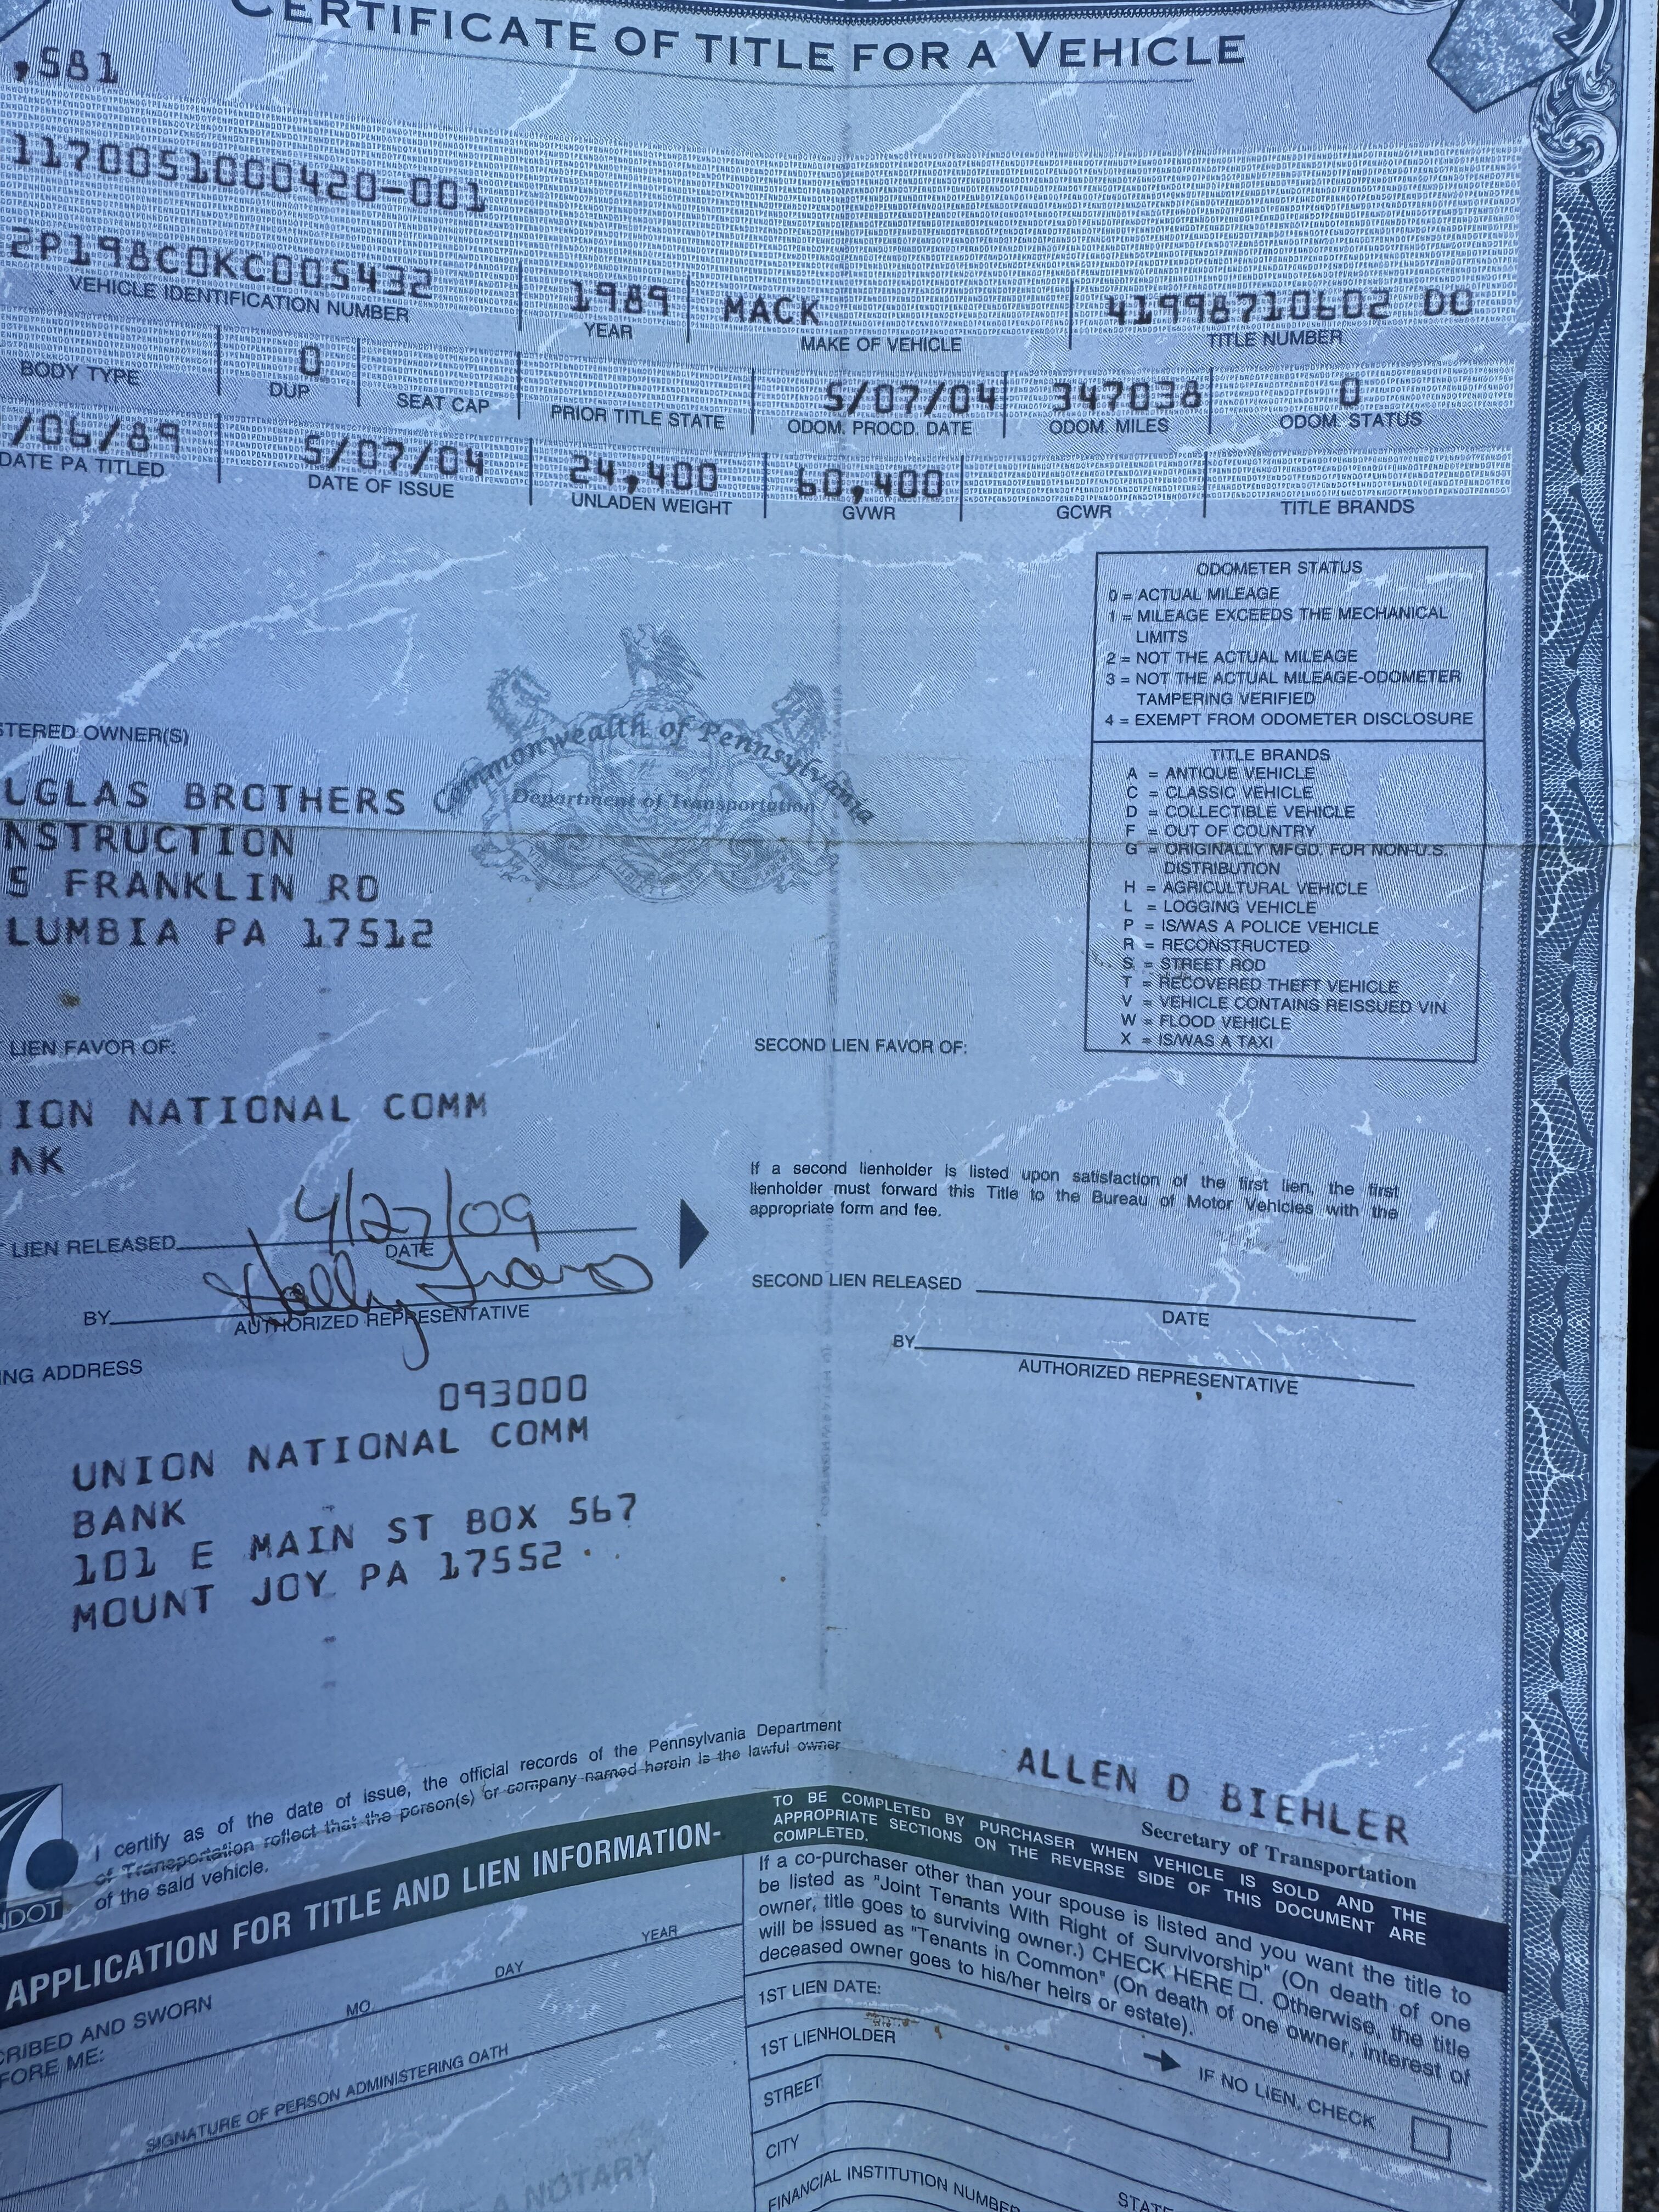 CERTIFICATE OF TITLE FOR A VEHICLE
,581
1170051000420-001
2P198C0KC005432 1989 MACK 41998710602 DO
VEHICLE IDENTIFICATION NUMBER YEAR MAKE OF VEHICLE TITLE NUMBER
0 5/07/04 347038 0
BODY TYPE DUP SEAT CAP PRIOR TITLE STATE ODOM. PROCD. DATE ODOM. MILES ODOM. STATUS
/06/89 5/07/04 24,400 60,400
DATE PA TITLED DATE OF ISSUE UNLADEN WEIGHT GVWR GCWR TITLE BRANDS
ODOMETER STATUS
0 = ACTUAL MILEAGE
1 = MILEAGE EXCEEDS THE MECHANICAL
LIMITS
2 = NOT THE ACTUAL MILEAGE
3 = NOT THE ACTUAL MILEAGE-ODOMETER
TAMPERING VERIFIED
4 = EXEMPT FROM ODOMETER DISCLOSURE
TITLE BRANDS
A = ANTIQUE VEHICLE
C = CLASSIC VEHICLE
D = COLLECTIBLE VEHICLE
F = OUT OF COUNTRY
G = ORIGINALLY MFGD. FOR NON-U.S.
DISTRIBUTION
H = AGRICULTURAL VEHICLE
L = LOGGING VEHICLE
P = IS/WAS A POLICE VEHICLE
R = RECONSTRUCTED
S = STREET ROD
T = RECOVERED THEFT VEHICLE
V = VEHICLE CONTAINS REISSUED VIN
W = FLOOD VEHICLE
X = IS/WAS A TAXI
Commonwealth of Pennsylvania
Department of Transportation
STERED OWNER(S)
UGLAS BROTHERS
NSTRUCTION
5 FRANKLIN RD
LUMBIA PA 17512
LIEN FAVOR OF:
ION NATIONAL COMM
NK
SECOND LIEN FAVOR OF:
If a second lienholder is listed upon satisfaction of the first lien, the first
lienholder must forward this Title to the Bureau of Motor Vehicles with the
appropriate form and fee.
LIEN RELEASED 4/27/09
DATE
BY
AUTHORIZED REPRESENTATIVE
SECOND LIEN RELEASED
DATE
BY
AUTHORIZED REPRESENTATIVE
NG ADDRESS
093000
UNION NATIONAL COMM
BANK
101 E MAIN ST BOX 567
MOUNT JOY PA 17552
I certify as of the date of issue, the official records of the Pennsylvania Department
of Transportation reflect that the person(s) or company named herein is the lawful owner
of the said vehicle.
NDOT
ALLEN D BIEHLER
Secretary of Transportation
APPLICATION FOR TITLE AND LIEN INFORMATION-
TO BE COMPLETED BY PURCHASER WHEN VEHICLE IS SOLD AND THE
APPROPRIATE SECTIONS ON THE REVERSE SIDE OF THIS DOCUMENT ARE
COMPLETED.
CRIBED AND SWORN
FORE ME:
MO. DAY YEAR
SIGNATURE OF PERSON ADMINISTERING OATH
A NOTARY
If a co-purchaser other than your spouse is listed and you want the title to
be listed as "Joint Tenants With Right of Survivorship" (On death of one
owner, title goes to surviving owner.) CHECK HERE ☐. Otherwise, the title
will be issued as "Tenants in Common" (On death of one owner, interest of
deceased owner goes to his/her heirs or estate).
1ST LIEN DATE:
IF NO LIEN, CHECK
1ST LIENHOLDER
STREET
CITY
STATE
FINANCIAL INSTITUTION NUMBER